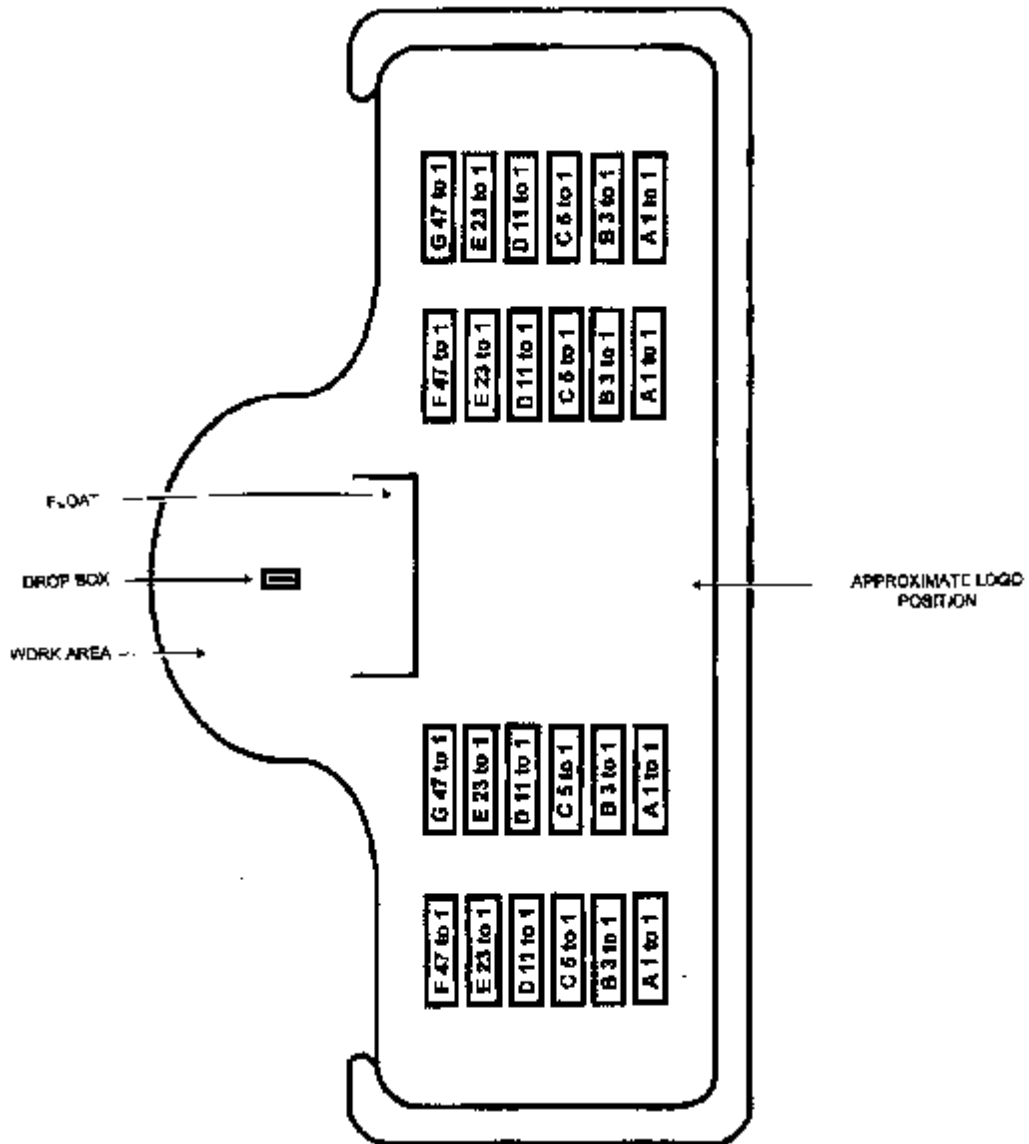 G 47 to 1
E 23 to 1
D 11 to 1
C 5 to 1
B 3 to 1
A 1 to 1
F 47 to 1
E 23 to 1
D 11 to 1
C 5 to 1
B 3 to 1
A 1 to 1
FLOAT
DROP BOX
WORK AREA
APPROXIMATE LOGO
POSITION
G 47 to 1
E 23 to 1
D 11 to 1
C 5 to 1
B 3 to 1
A 1 to 1
F 47 to 1
E 23 to 1
D 11 to 1
C 5 to 1
B 3 to 1
A 1 to 1